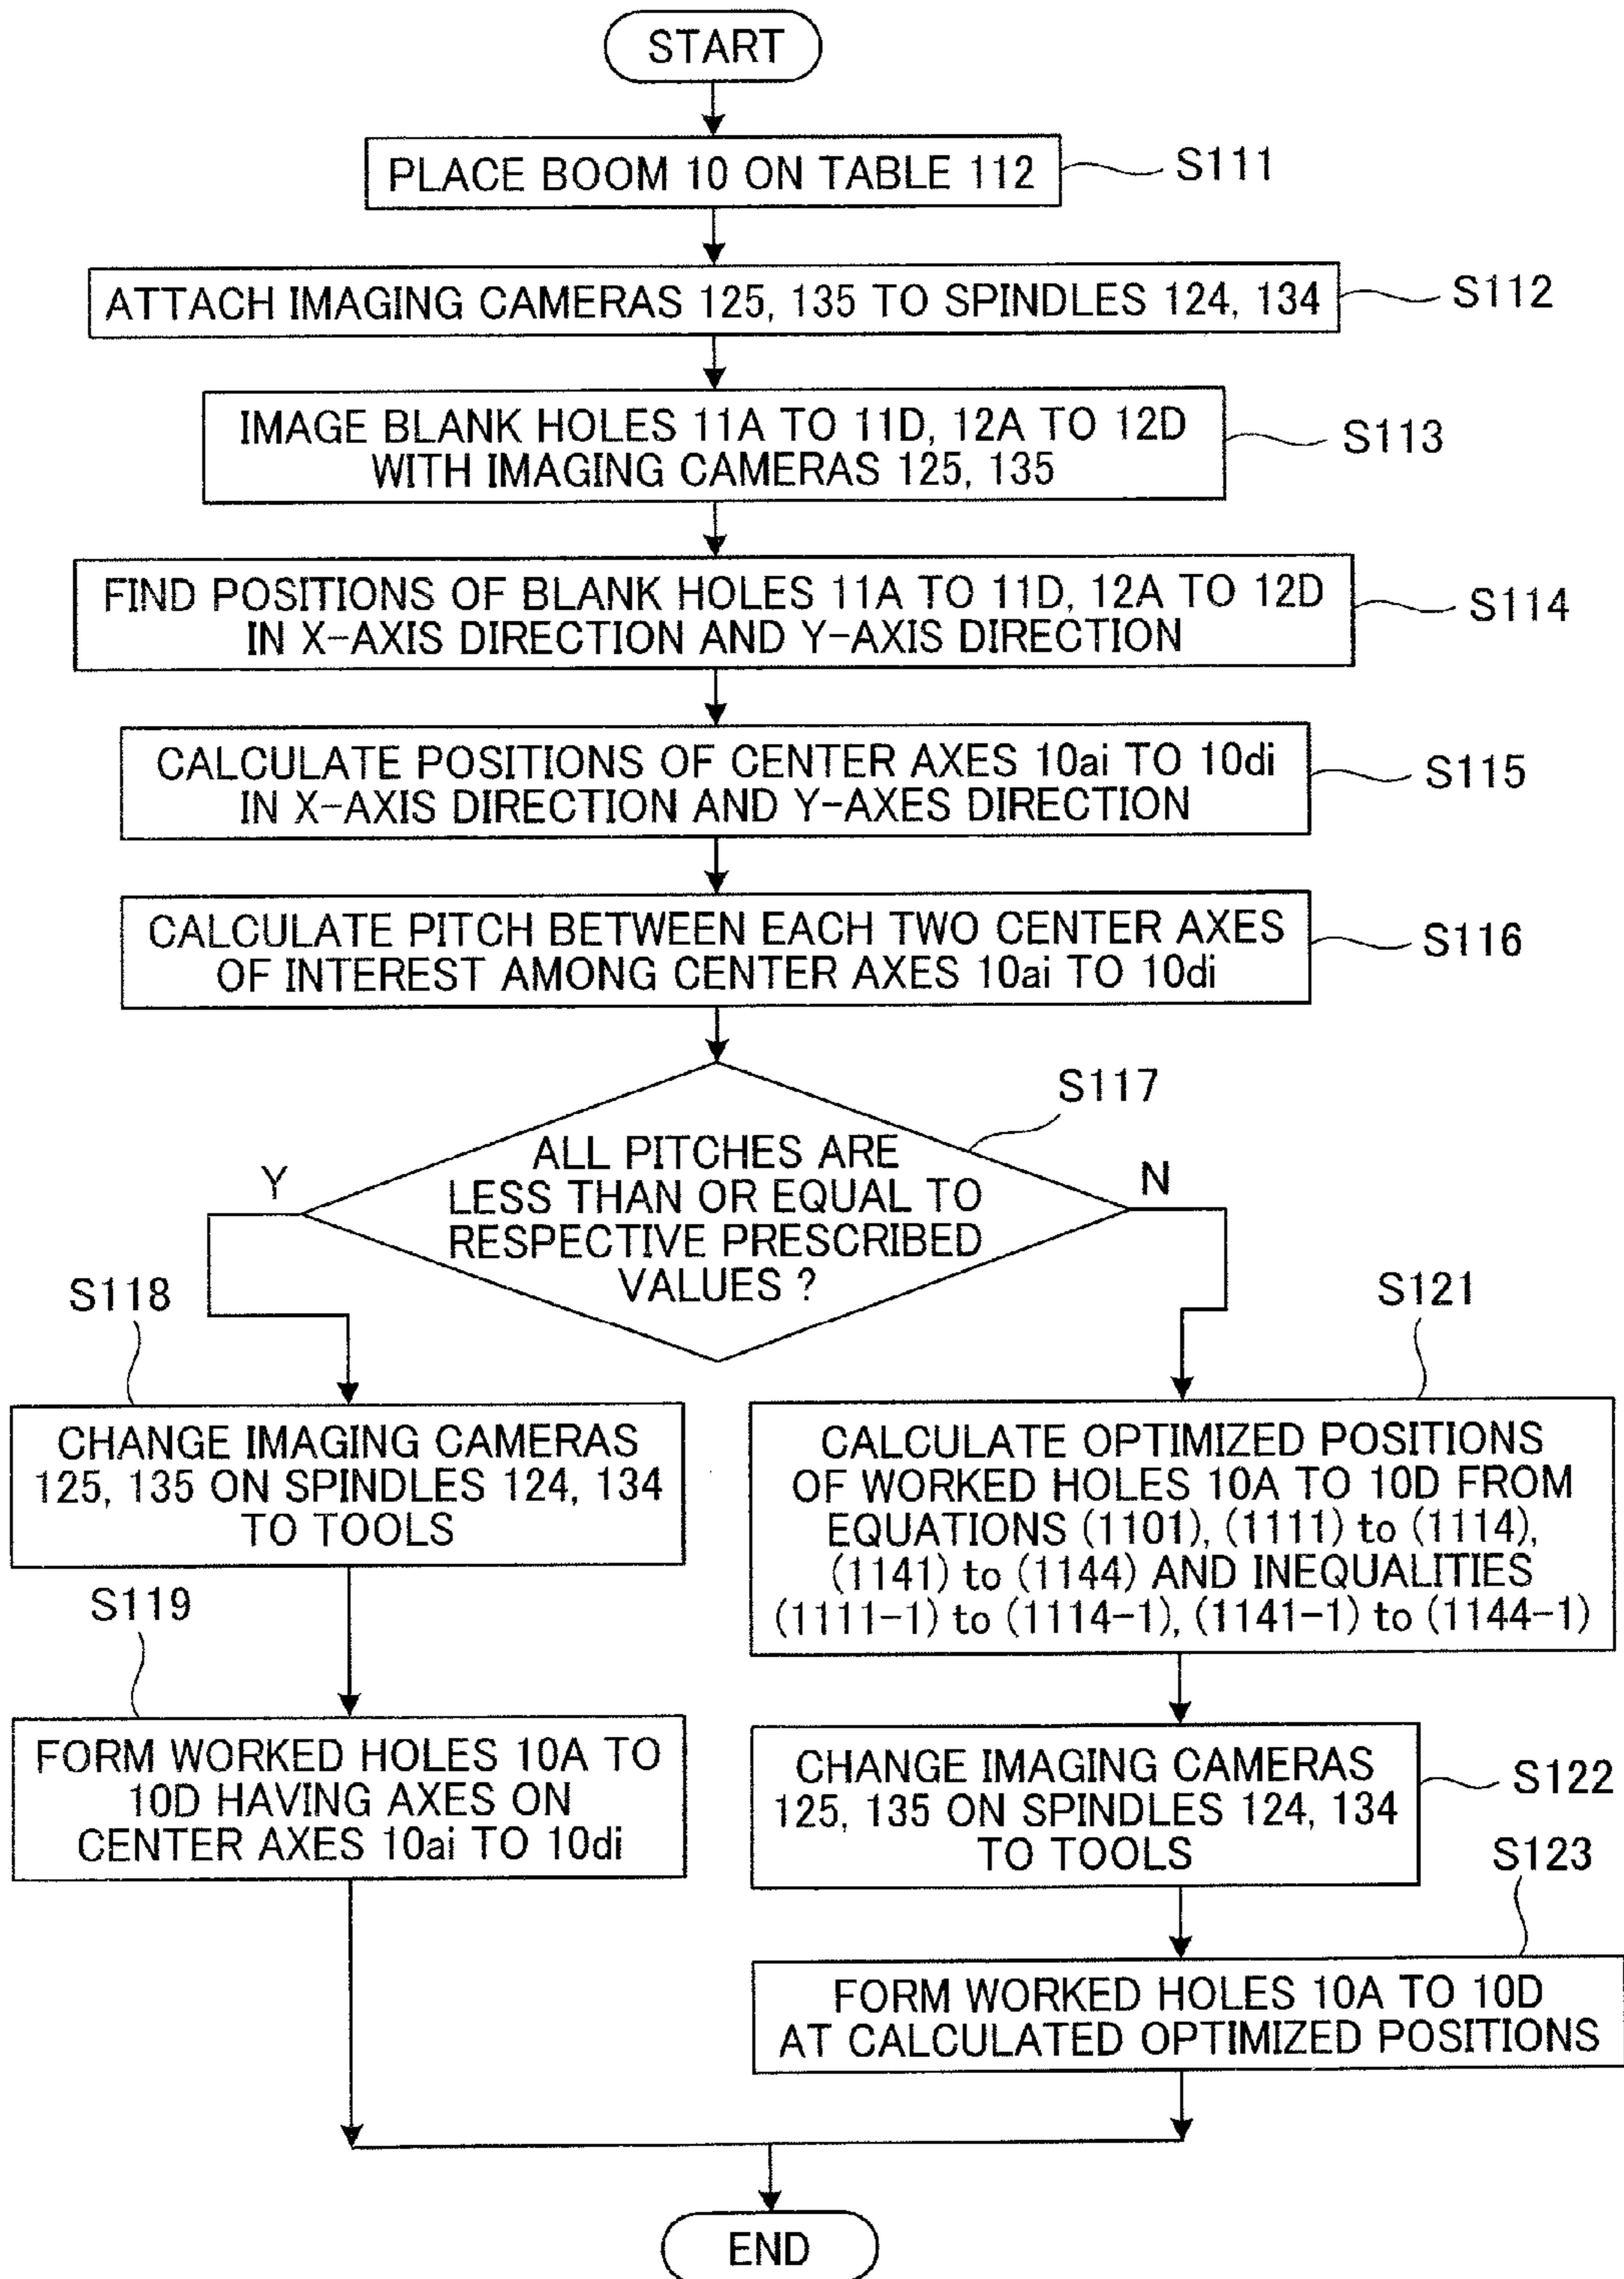 START
PLACE BOOM 10 ON TABLE 112
S111
ATTACH IMAGING CAMERAS 125, 135 TO SPINDLES 124, 134
S112
IMAGE BLANK HOLES 11A TO 11D, 12A TO 12D
WITH IMAGING CAMERAS 125, 135
S113
FIND POSITIONS OF BLANK HOLES 11A TO 11D, 12A TO 12D
IN X-AXIS DIRECTION AND Y-AXIS DIRECTION
S114
CALCULATE POSITIONS OF CENTER AXES 10ai TO 10di
IN X-AXIS DIRECTION AND Y-AXES DIRECTION
S115
CALCULATE PITCH BETWEEN EACH TWO CENTER AXES
OF INTEREST AMONG CENTER AXES 10ai TO 10di
S116
S117
ALL PITCHES ARE
LESS THAN OR EQUAL TO
RESPECTIVE PRESCRIBED
VALUES ?
Y
N
S118
CHANGE IMAGING CAMERAS
125, 135 ON SPINDLES 124, 134
TO TOOLS
S119
FORM WORKED HOLES 10A TO
10D HAVING AXES ON
CENTER AXES 10ai TO 10di
S121
CALCULATE OPTIMIZED POSITIONS
OF WORKED HOLES 10A TO 10D FROM
EQUATIONS (1101), (1111) to (1114),
(1141) to (1144) AND INEQUALITIES
(1111-1) to (1114-1), (1141-1) to (1144-1)
CHANGE IMAGING CAMERAS
125, 135 ON SPINDLES 124, 134
TO TOOLS
S122
S123
FORM WORKED HOLES 10A TO 10D
AT CALCULATED OPTIMIZED POSITIONS
END